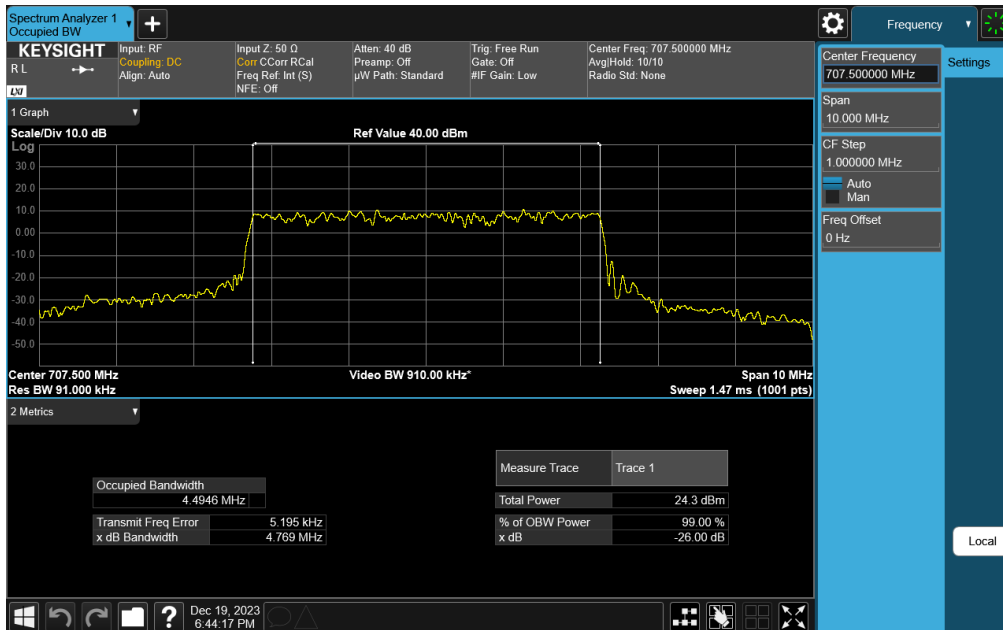 Spectrum Analyzer 1
Occupied BW
Frequency
KEYSIGHT
R L
LXI
Input: RF
Coupling: DC
Align: Auto
Input Z: 50 Ω
Corr CCorr RCal
Freq Ref: Int (S)
NFE: Off
Atten: 40 dB
Preamp: Off
µW Path: Standard
Trig: Free Run
Gate: Off
#IF Gain: Low
Center Freq: 707.500000 MHz
Avg|Hold: 10/10
Radio Std: None
Center Frequency
707.500000 MHz
Settings
Span
10.000 MHz
CF Step
1.000000 MHz
Auto
Man
Freq Offset
0 Hz
1 Graph
Scale/Div 10.0 dB
Ref Value 40.00 dBm
Log
30.0
20.0
10.0
0.00
-10.0
-20.0
-30.0
-40.0
-50.0
Center 707.500 MHz
Video BW 910.00 kHz*
Span 10 MHz
Res BW 91.000 kHz
Sweep 1.47 ms (1001 pts)
2 Metrics
Occupied Bandwidth
4.4946 MHz
Transmit Freq Error 5.195 kHz
x dB Bandwidth 4.769 MHz
Measure Trace Trace 1
Total Power 24.3 dBm
% of OBW Power 99.00 %
x dB -26.00 dB
Local
Dec 19, 2023
6:44:17 PM